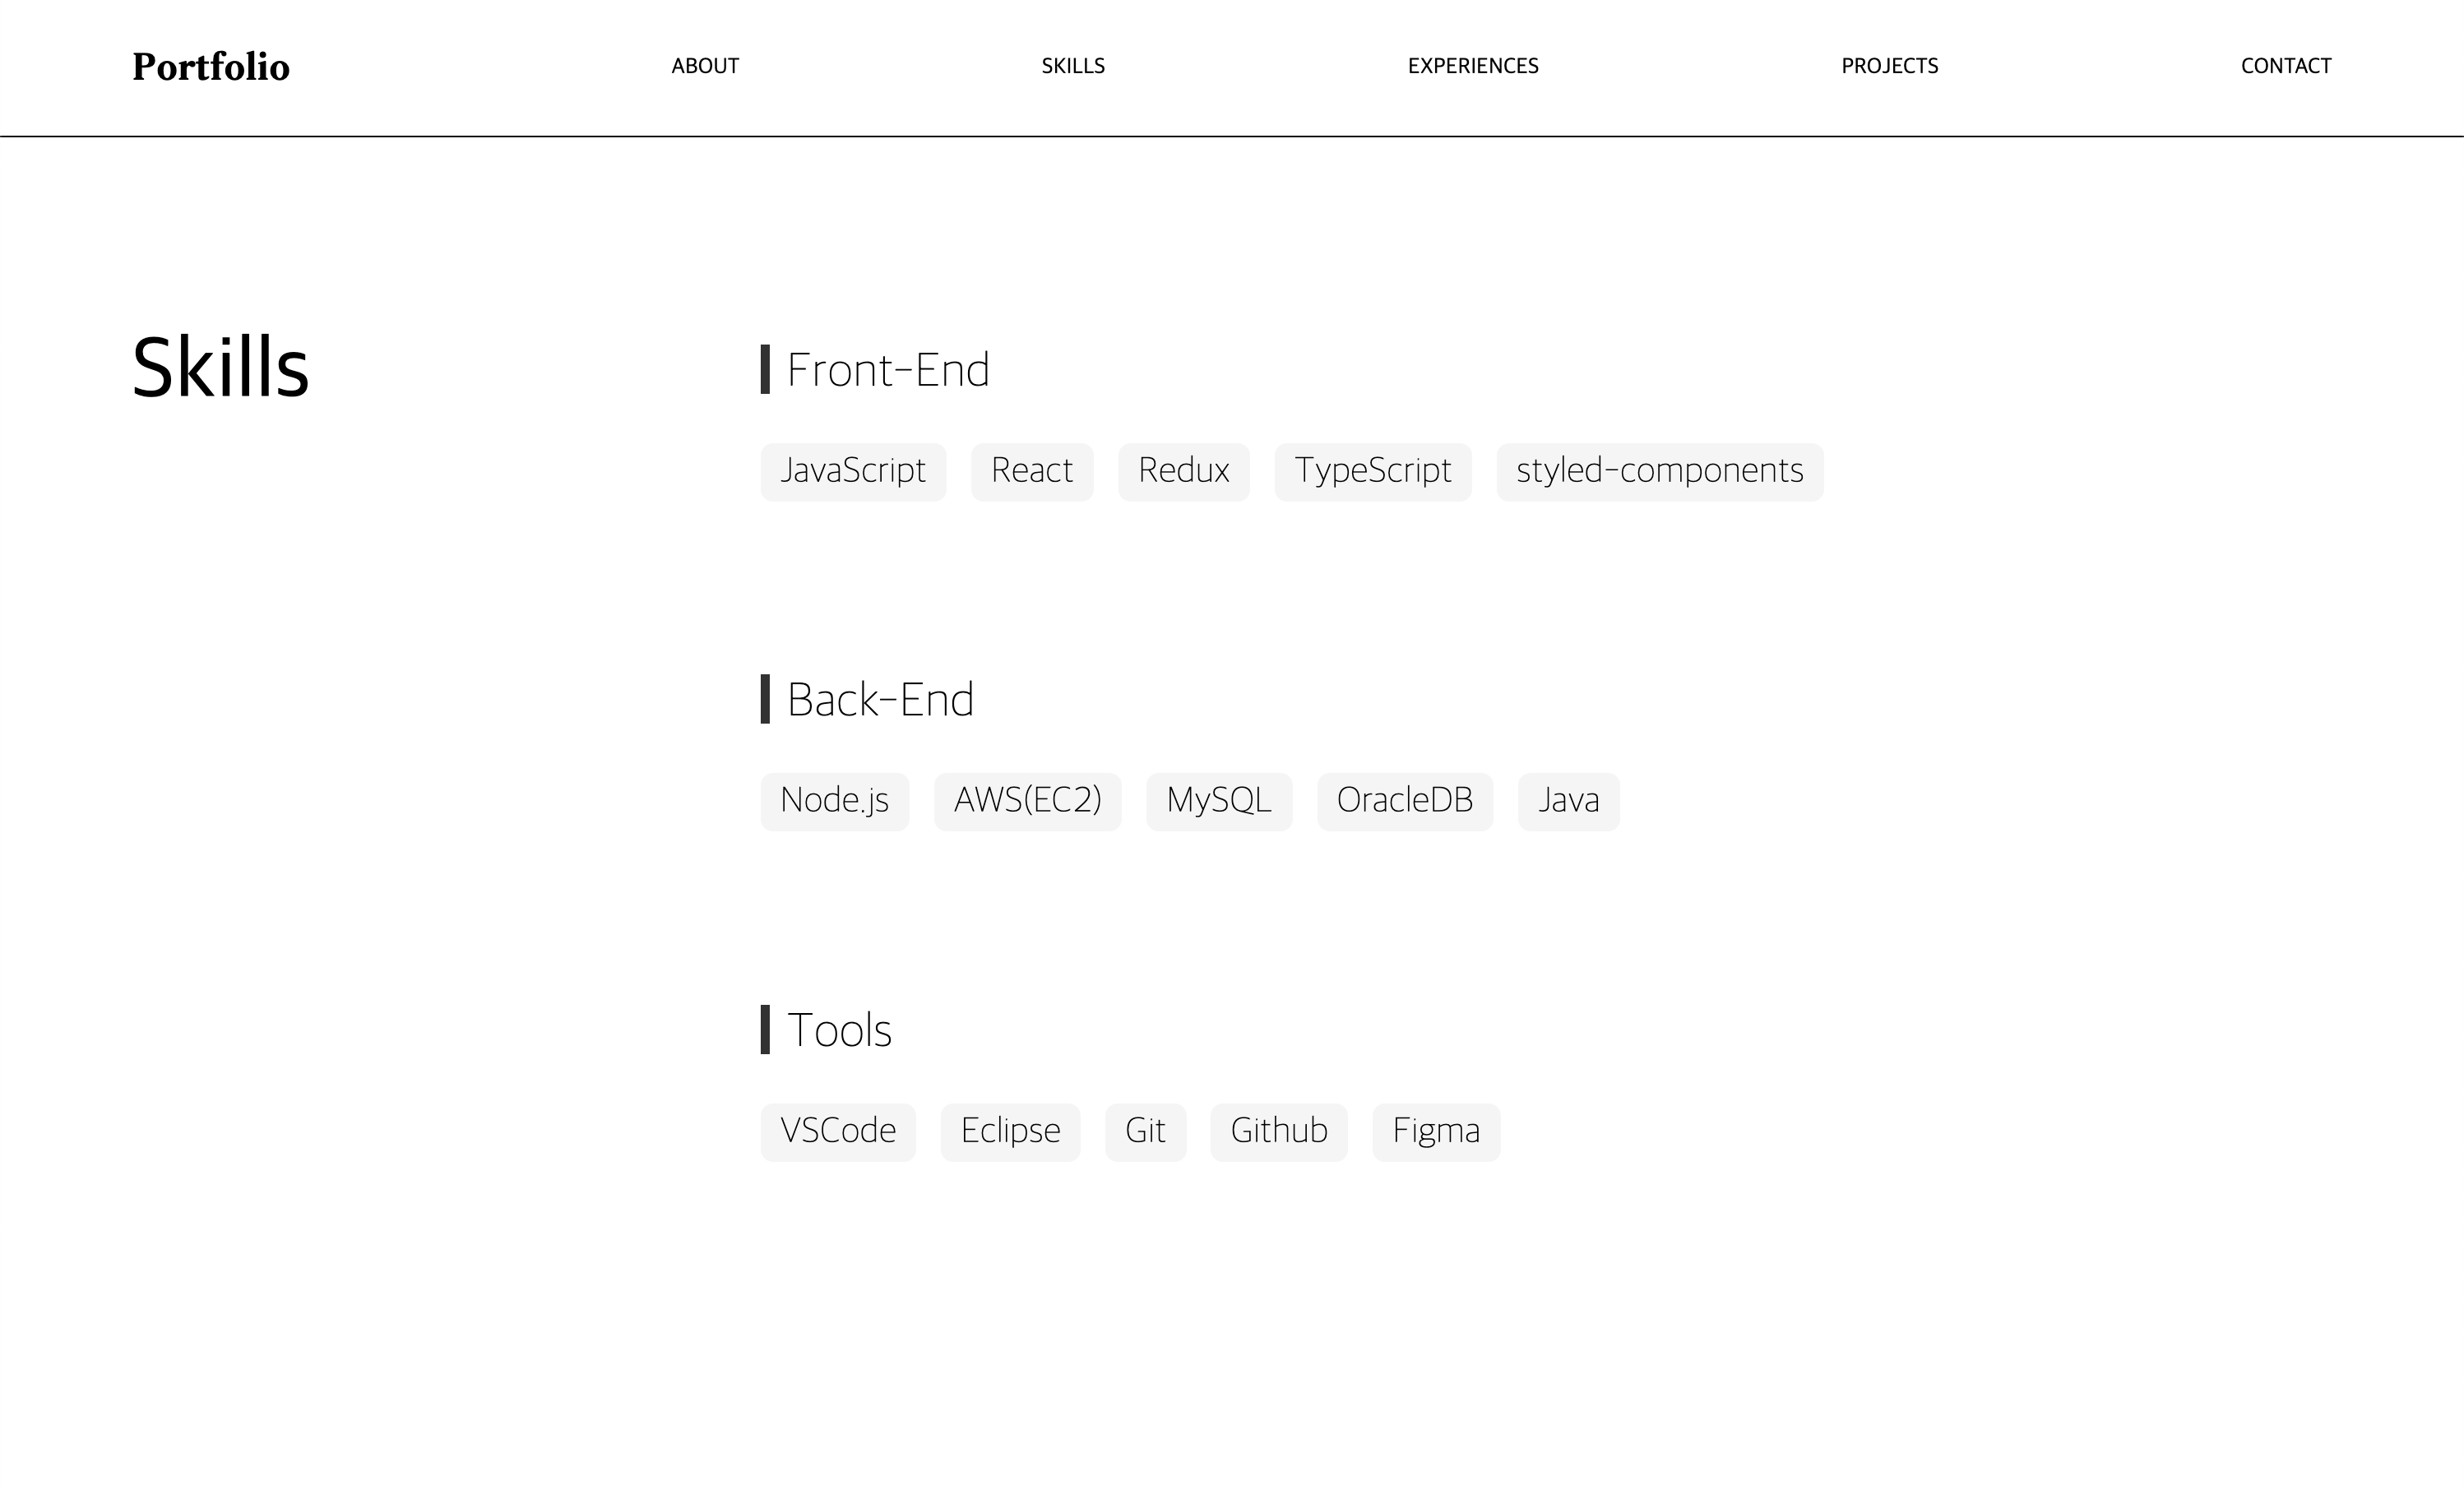 Portfolio ABOUT SKILLS EXPERIENCES PROJECTS CONTACT
Skills
Front-End
JavaScript React Redux TypeScript styled-components
Back-End
Node.js AWS(EC2) MySQL OracleDB Java
Tools
VSCode Eclipse Git Github Figma